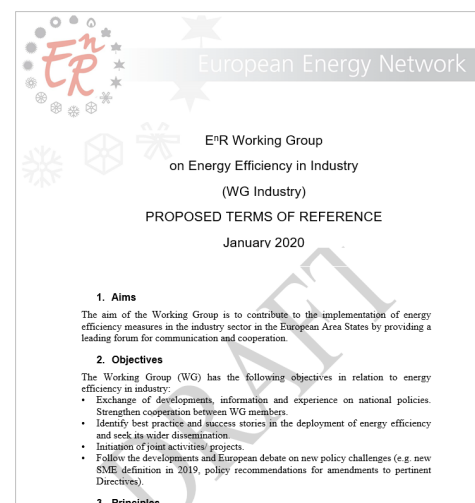 EnR
European Energy Network
EⁿR Working Group
on Energy Efficiency in Industry
(WG Industry)
PROPOSED TERMS OF REFERENCE
January 2020
DRAFT
1. Aims
The aim of the Working Group is to contribute to the implementation of energy
efficiency measures in the industry sector in the European Area States by providing a
leading forum for communication and cooperation.
2. Objectives
The Working Group (WG) has the following objectives in relation to energy
efficiency in industry:
• Exchange of developments, information and experience on national policies.
Strengthen cooperation between WG members.
• Identify best practice and success stories in the deployment of energy efficiency
and seek its wider dissemination.
• Initiation of joint activities/ projects.
• Follow the developments and European debate on new policy challenges (e.g. new
SME definition in 2019, policy recommendations for amendments to pertinent
Directives).
3. Principles